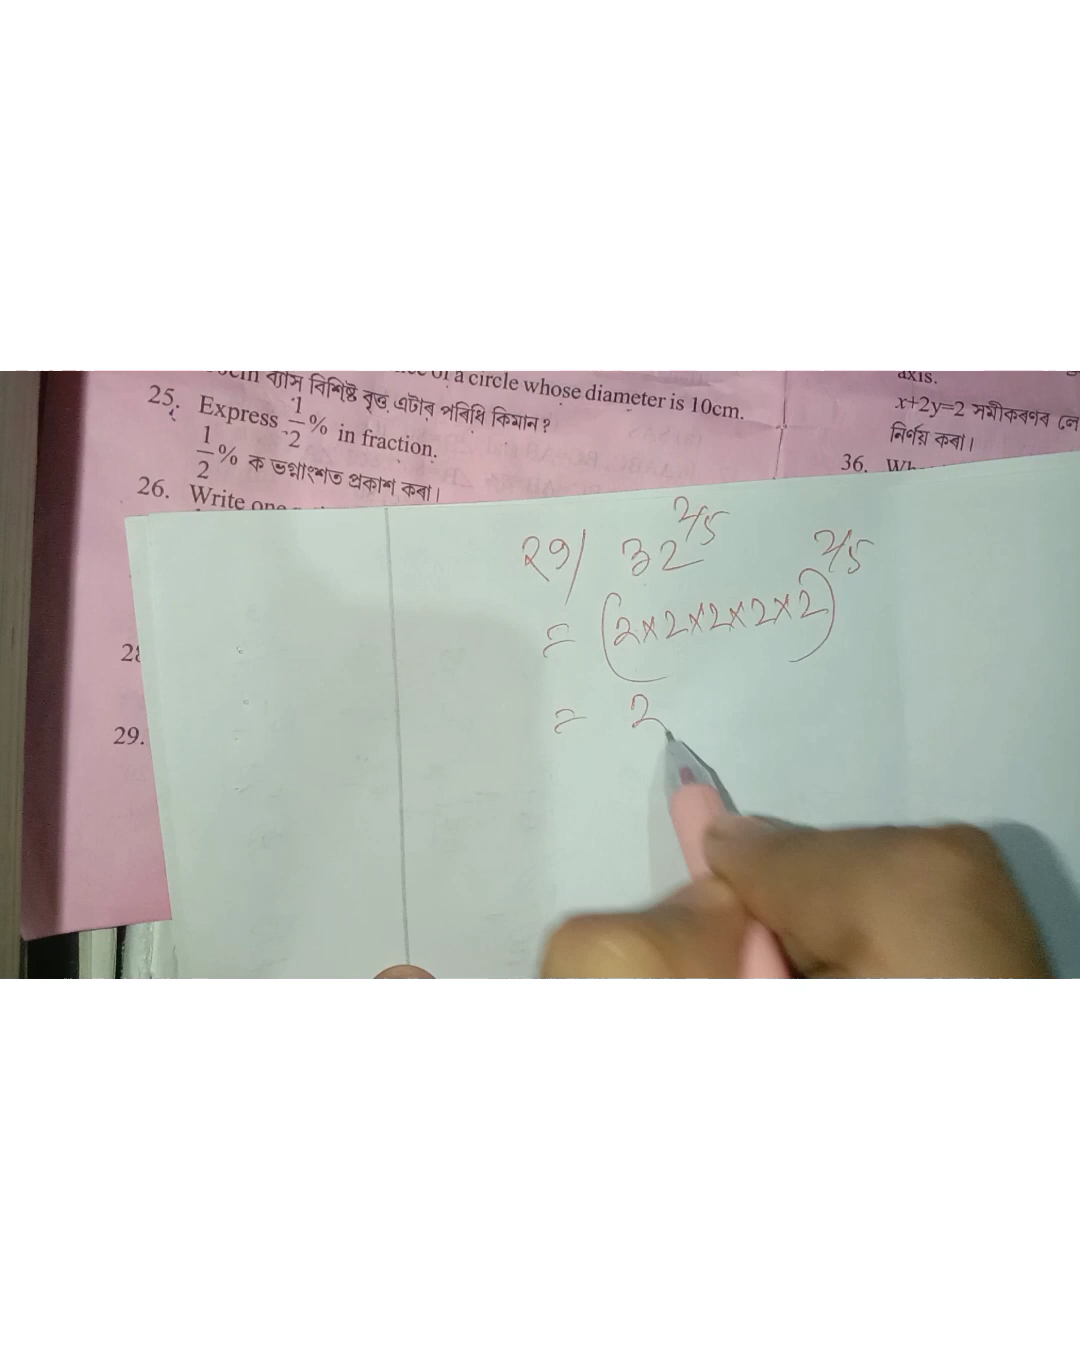 of a circle whose diameter is 10cm.
ব্যাস বিশিষ্ট বৃত্ত এটাৰ পৰিধি কিমান?
25. Express 1/2 % in fraction.
1/2 % ক ভগ্নাংশত প্ৰকাশ কৰা।
26. Write one
28
29.
axis.
x+2y=2 সমীকৰণৰ লে
নিৰ্ণয় কৰা।
36.
29/ 32^2/5
= (2×2×2×2×2)^2/5
= 2